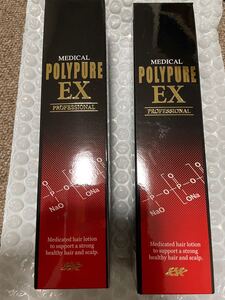 MEDICAL
POLYPURE
EX
PROFESSIONAL
O
P
O
P
O
NaO
ONa
Medicated hair lotion
to support a strong
healthy hair and scalp.
MEDICAL
POLYPURE
EX
PROFESSIONAL
O
P
O
P
O
NaO
ONa
Medicated hair lotion
to support a strong
healthy hair and scalp.